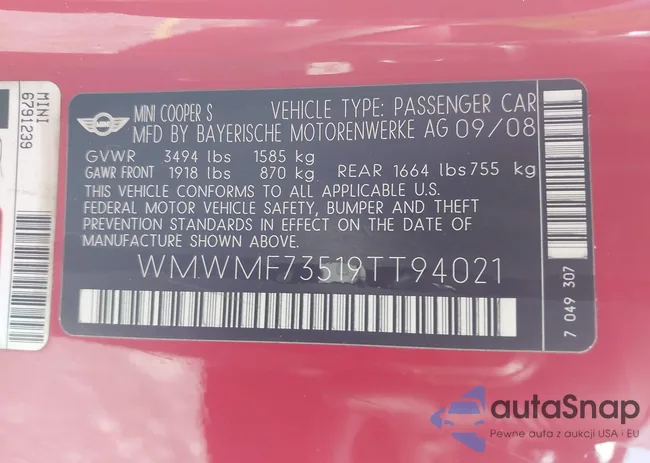 MINI
6791239
MINI
MINI COOPER S VEHICLE TYPE: PASSENGER CAR
MFD BY BAYERISCHE MOTORENWERKE AG 09/08
GVWR 3494 lbs 1585 kg
GAWR FRONT 1918 lbs 870 kg REAR 1664 lbs 755 kg
THIS VEHICLE CONFORMS TO ALL APPLICABLE U.S.
FEDERAL MOTOR VEHICLE SAFETY, BUMPER AND THEFT
PREVENTION STANDARDS IN EFFECT ON THE DATE OF
MANUFACTURE SHOWN ABOVE.
WMWMF73519TT94021
7 049 307
autaSnap
Pewne auta z aukcji USA i EU